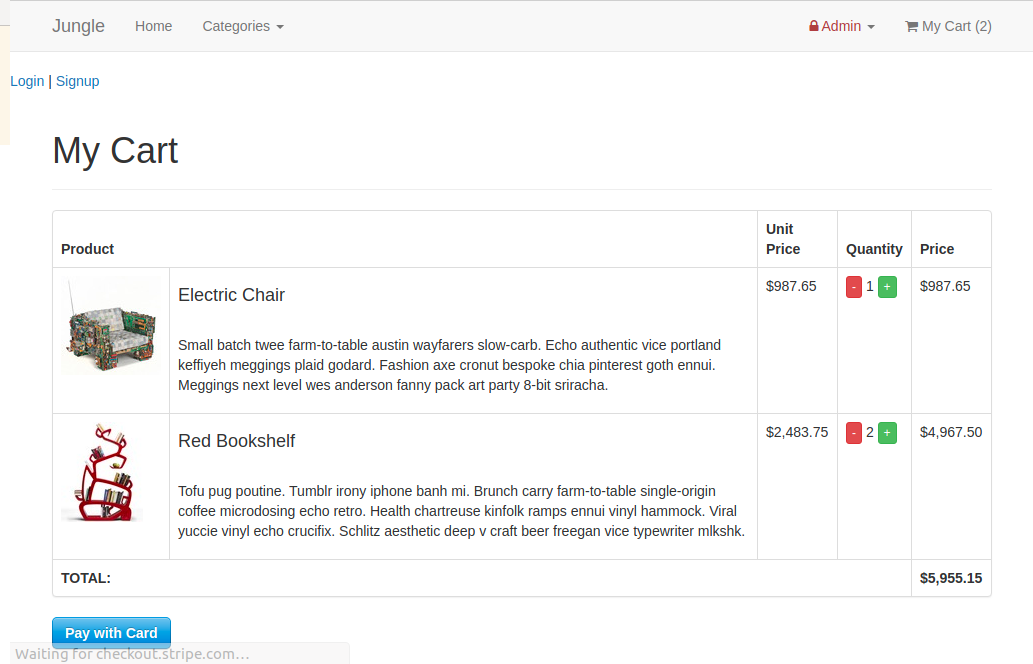 Jungle Home Categories Admin My Cart (2)
Login | Signup
My Cart
Product Unit Price Quantity Price
Electric Chair $987.65 - 1 + $987.65
Small batch twee farm-to-table austin wayfarers slow-carb. Echo authentic vice portland
keffiyeh meggings plaid godard. Fashion axe cronut bespoke chia pinterest goth ennui.
Meggings next level wes anderson fanny pack art party 8-bit sriracha.
Red Bookshelf $2,483.75 - 2 + $4,967.50
Tofu pug poutine. Tumblr irony iphone banh mi. Brunch carry farm-to-table single-origin
coffee microdosing echo retro. Health chartreuse kinfolk ramps ennui vinyl hammock. Viral
yuccie vinyl echo crucifix. Schlitz aesthetic deep v craft beer freegan vice typewriter mlkshk.
TOTAL: $5,955.15
Pay with Card
Waiting for checkout.stripe.com...